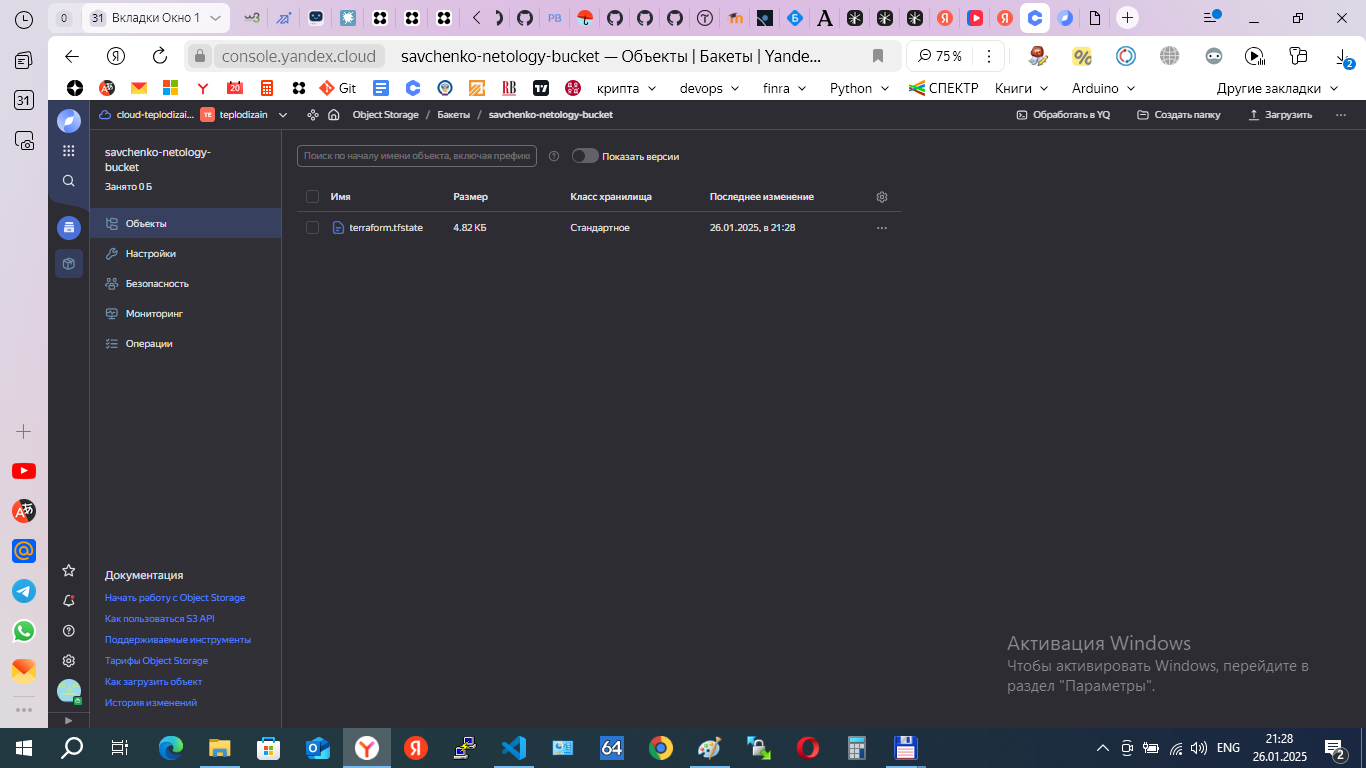 0
31 Вкладки Окно 1
PB
Б
A
Я
Я
console.yandex.cloud
savchenko-netology-bucket — Объекты | Бакеты | Yande...
75%
2
31
Y
20
Git
RB
крипта
devops
finra
Python
СПЕКТР
Книги
Arduino
Другие закладки
cloud-teplodizai...
TE
teplodizain
Object Storage / Бакеты / savchenko-netology-bucket
Обработать в YQ
Создать папку
Загрузить
savchenko-netology-
bucket
Занято 0 Б
Объекты
Настройки
Безопасность
Мониторинг
Операции
Поиск по началу имени объекта, включая префикс
Показать версии
Имя
Размер
Класс хранилища
Последнее изменение
terraform.tfstate
4.82 КБ
Стандартное
26.01.2025, в 21:28
Документация
Начать работу с Object Storage
Как пользоваться S3 API
Поддерживаемые инструменты
Тарифы Object Storage
Как загрузить объект
История изменений
Активация Windows
Чтобы активировать Windows, перейдите в
раздел "Параметры".
Я
64
ENG
21:28
26.01.2025
2